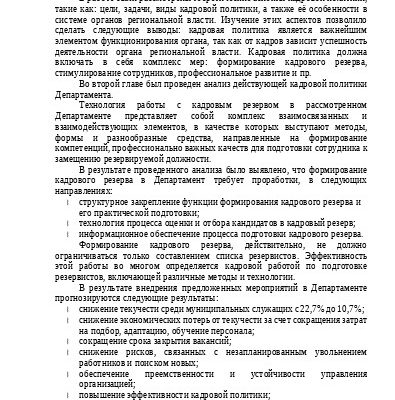 такие как: цели, задачи, виды кадровой политики, а также её особенности в
системе органов региональной власти. Изучение этих аспектов позволило
сделать следующие выводы: кадровая политика является важнейшим
элементом функционирования органа, так как от кадров зависит успешность
деятельности органа региональной власти. Кадровая политика должна
включать в себя комплекс мер: формирование кадрового резерва,
стимулирование сотрудников, профессиональное развитие и пр.
Во второй главе был проведен анализ действующей кадровой политики
Департамента.
Технология работы с кадровым резервом в рассмотренном
Департаменте представляет собой комплекс взаимосвязанных и
взаимодействующих элементов, в качестве которых выступают методы,
формы и разнообразные средства, направленные на формирование
компетенций, профессионально важных качеств для подготовки сотрудника к
замещению резервируемой должности.
В результате проведенного анализа было выявлено, что формирование
кадрового резерва в Департамент требует проработки, в следующих
направлениях:
структурное закрепление функции формирования кадрового резерва и
его практической подготовки;
технология процесса оценки и отбора кандидатов в кадровый резерв;
информационное обеспечение процесса подготовки кадрового резерва.
Формирование кадрового резерва, действительно, не должно
ограничиваться только составлением списка резервистов. Эффективность
этой работы во многом определяется кадровой работой по подготовке
резервистов, включающей различные методы и технологии.
В результате внедрения предложенных мероприятий в Департаменте
прогнозируются следующие результаты:
снижение текучести среди муниципальных служащих с 22,7% до 10,7%;
снижение экономических потерь от текучести за счет сокращения затрат
на подбор, адаптацию, обучение персонала;
сокращение срока закрытия вакансий;
снижение рисков, связанных с незапланированным увольнением
работников и поиском новых;
обеспечение преемственности и устойчивости управления
организацией;
повышение эффективности кадровой политики;